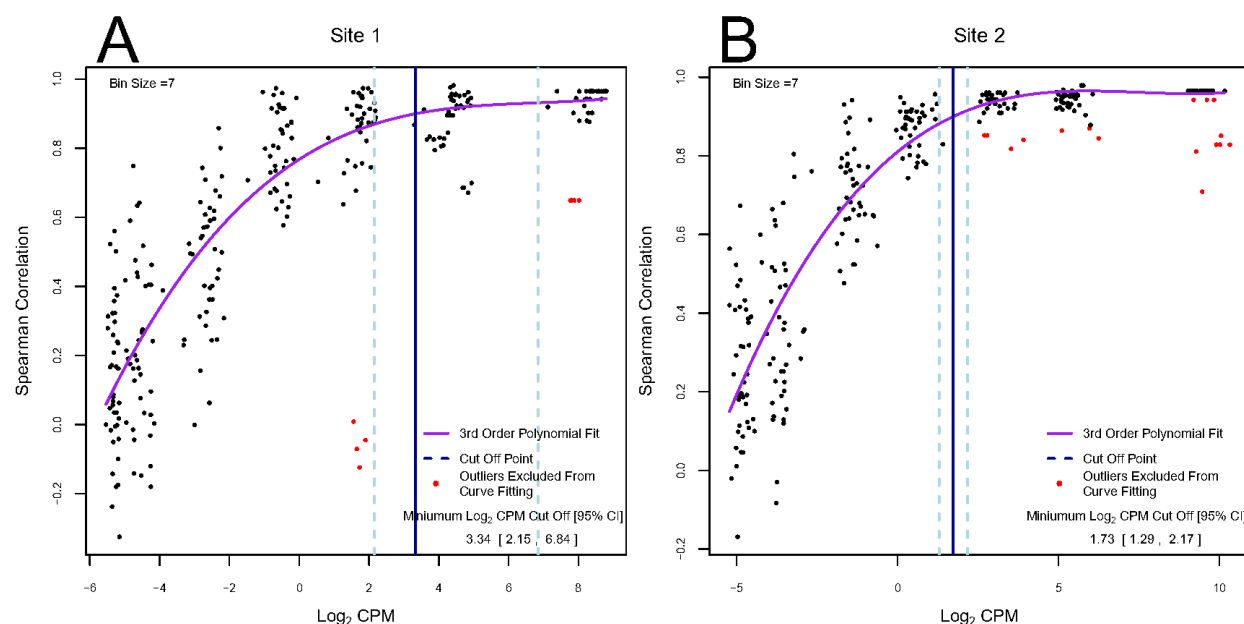 A
Site 1
Bin Size =7
Spearman Correlation
1.0
0.8
0.6
0.4
0.2
0.0
−0.2
3rd Order Polynomial Fit
Cut Off Point
Outliers Excluded From
Curve Fitting
Miniumum Log₂ CPM Cut Off [95% CI]
3.34 [ 2.15 , 6.84 ]
−6 −4 −2 0 2 4 6 8
Log₂ CPM
B
Site 2
Bin Size =7
Spearman Correlation
1.0
0.8
0.6
0.4
0.2
0.0
−0.2
3rd Order Polynomial Fit
Cut Off Point
Outliers Excluded From
Curve Fitting
Miniumum Log₂ CPM Cut Off [95% CI]
1.73 [ 1.29 , 2.17 ]
−5 0 5 10
Log₂ CPM